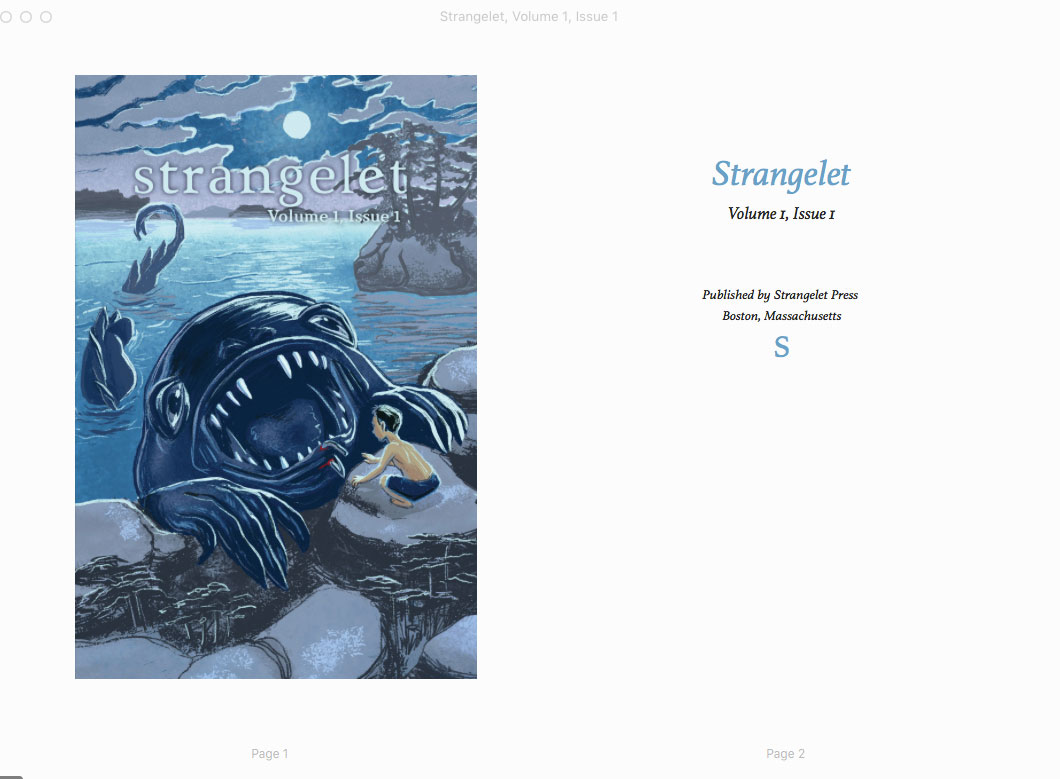 Strangelet, Volume 1, Issue 1
strangelet
Volume 1, Issue 1
Strangelet
Volume 1, Issue 1
Published by Strangelet Press
Boston, Massachusetts
S
Page 1
Page 2